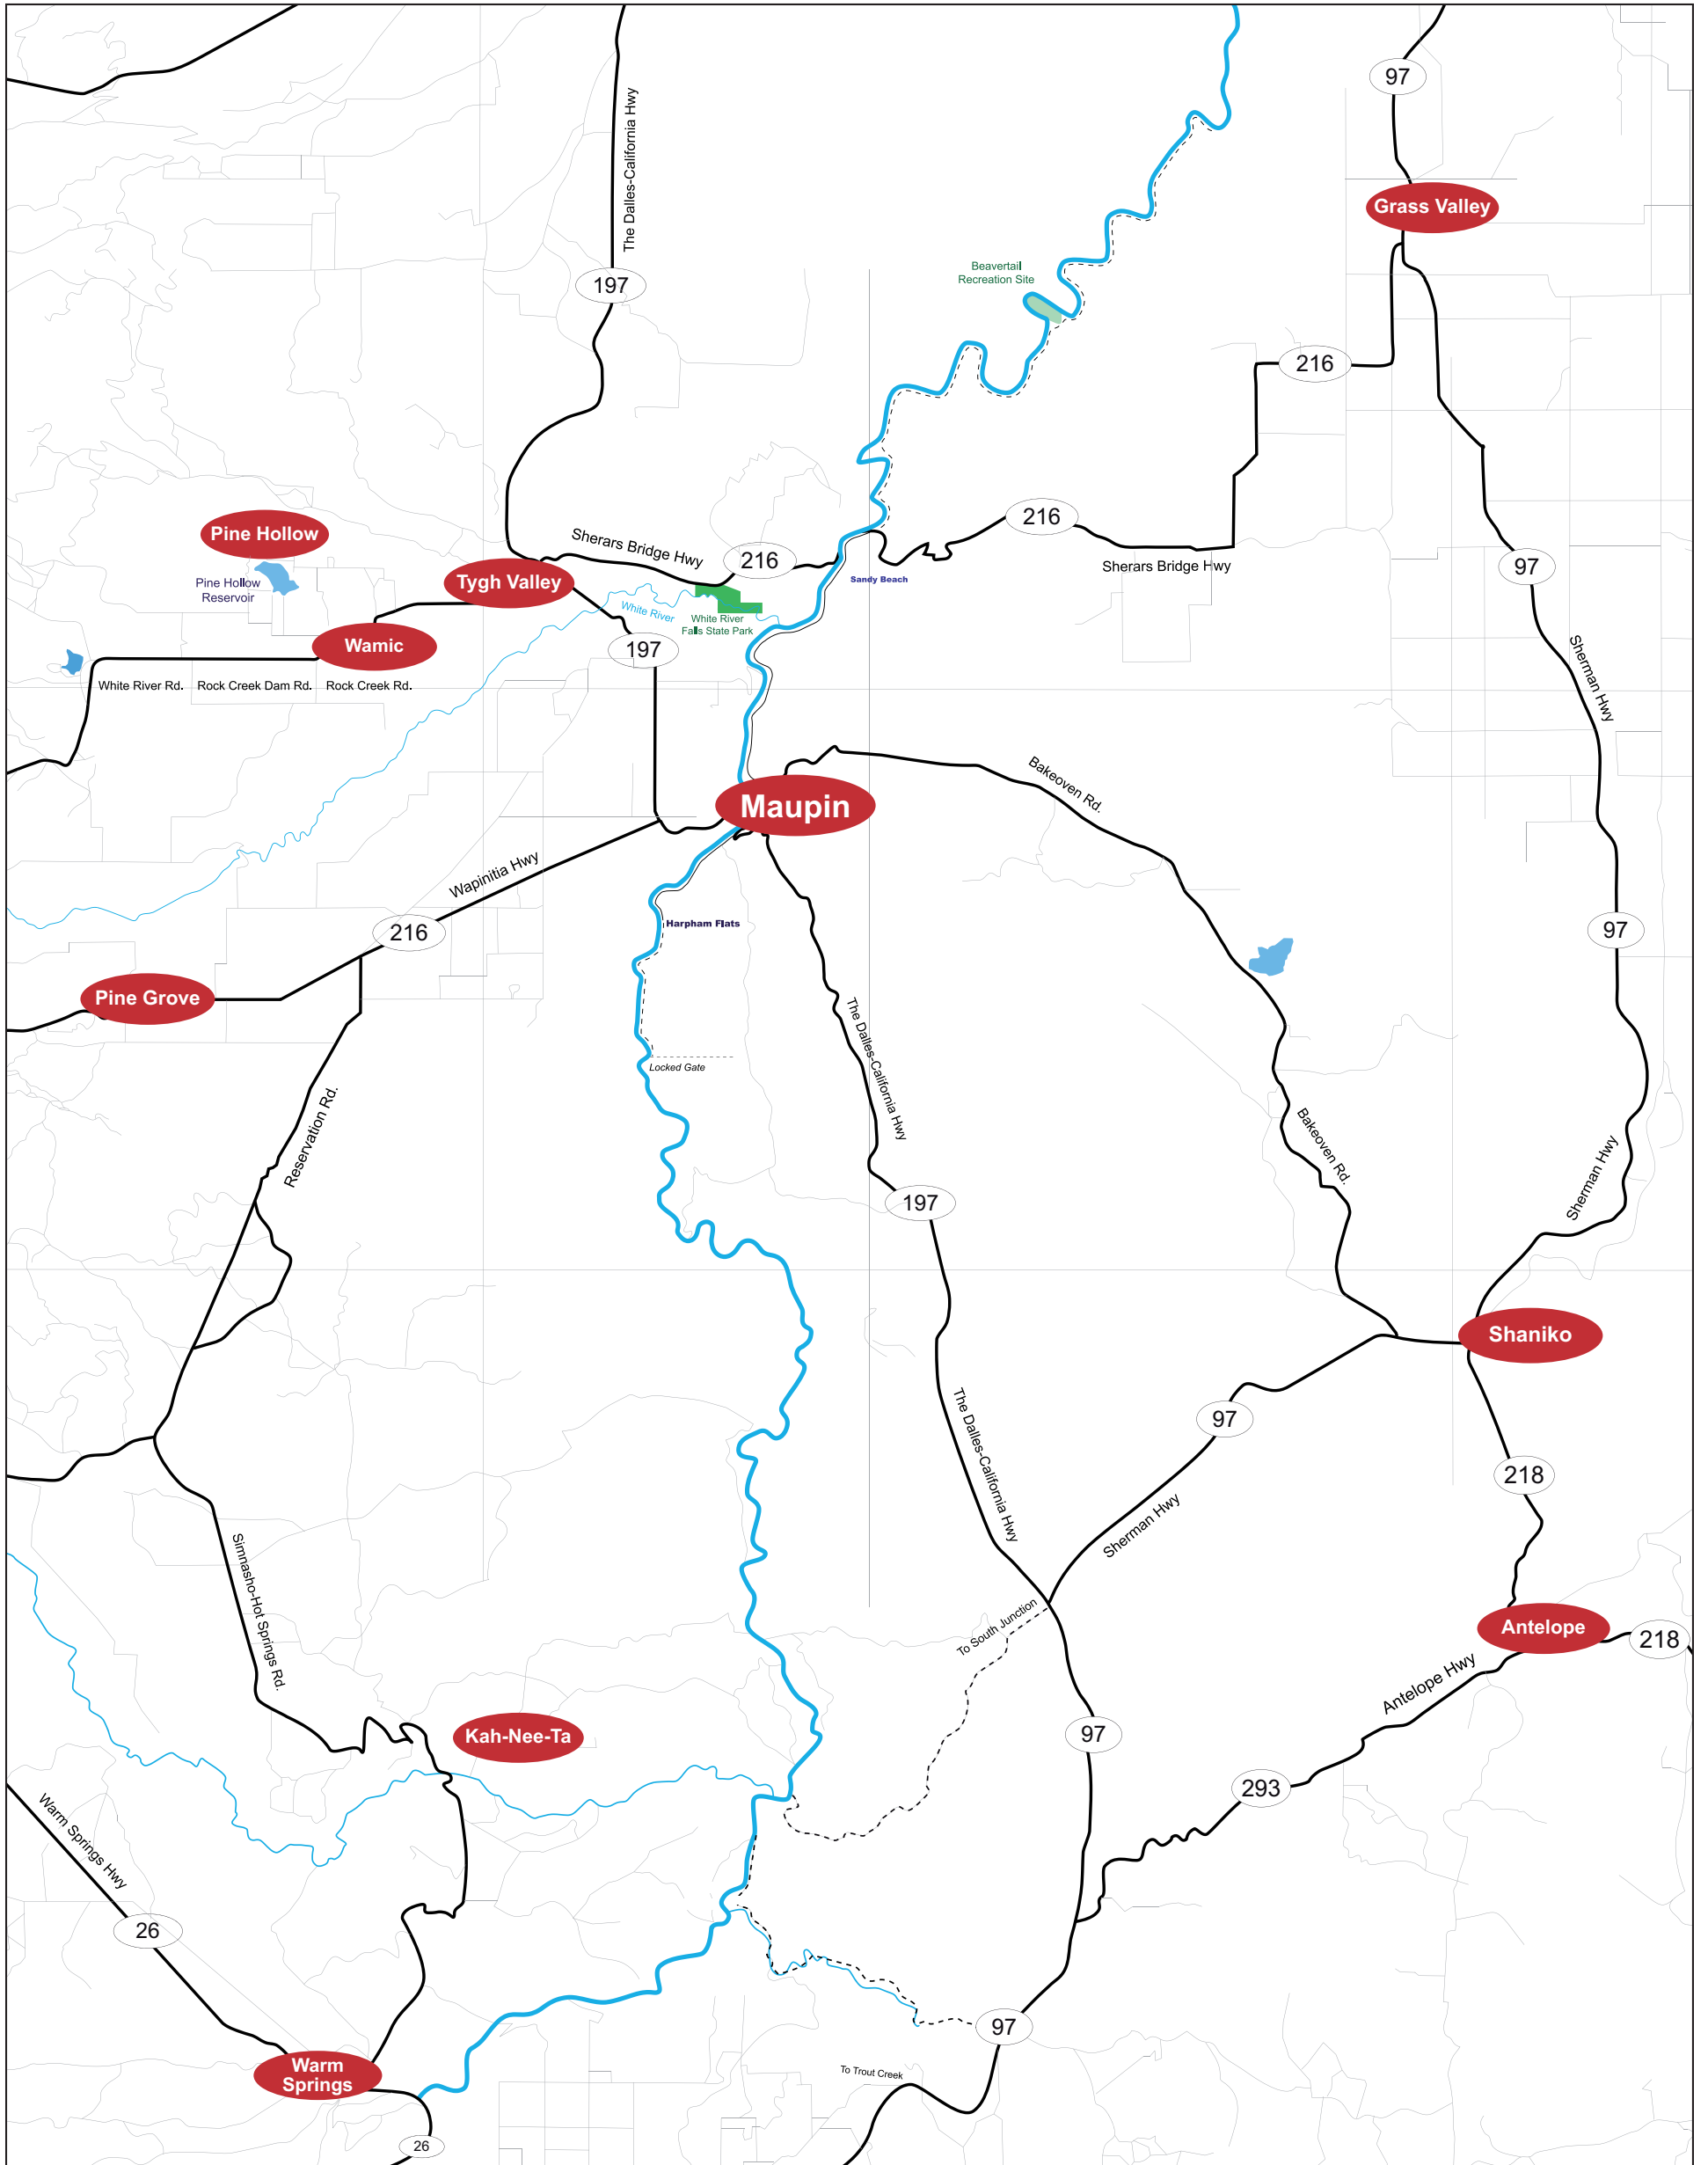 97
The Dalles-California Hwy
Grass Valley
Beavertail
Recreation Site
197
216
216
Pine Hollow
Sherars Bridge Hwy
216
Sherars Bridge Hwy
97
Pine Hollow
Reservoir
Tygh Valley
Sandy Beach
White River
White River
Falls State Park
Wamic
197
Sherman Hwy
White River Rd.
Rock Creek Dam Rd.
Rock Creek Rd.
Bakeoven Rd.
Maupin
Wapinitia Hwy
Harpham Flats
216
97
Pine Grove
The Dalles-California Hwy
Locked Gate
Reservation Rd.
Bakeoven Rd.
Sherman Hwy
197
Shaniko
97
The Dalles-California Hwy
218
Sherman Hwy
Simnasho-Hot Springs Rd.
To South Junction
Antelope
218
Antelope Hwy
Kah-Nee-Ta
97
293
Warm Springs Hwy
26
97
Warm
Springs
To Trout Creek
26